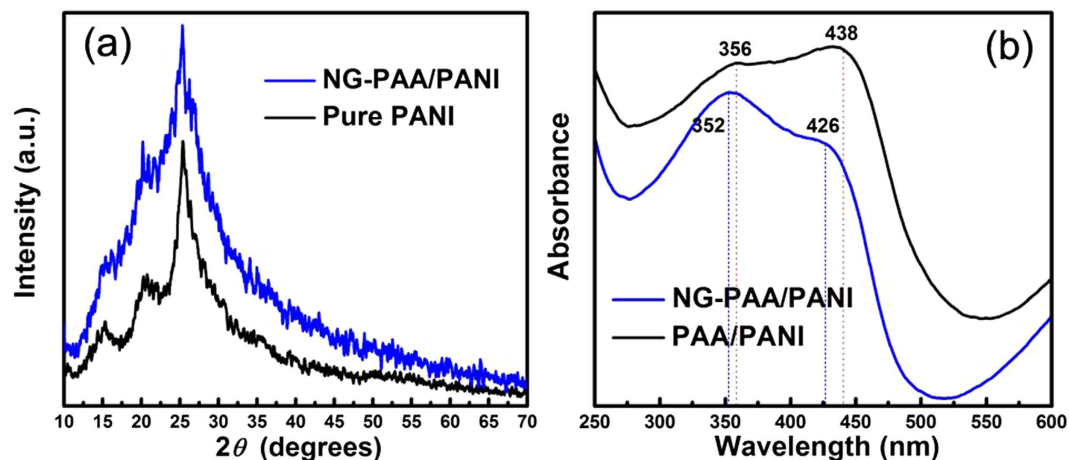 (a)
NG-PAA/PANI
Pure PANI
Intensity (a.u.)
10 15 20 25 30 35 40 45 50 55 60 65 70
2θ (degrees)
(b)
438
356
352
426
NG-PAA/PANI
PAA/PANI
Absorbance
250 300 350 400 450 500 550 600
Wavelength (nm)